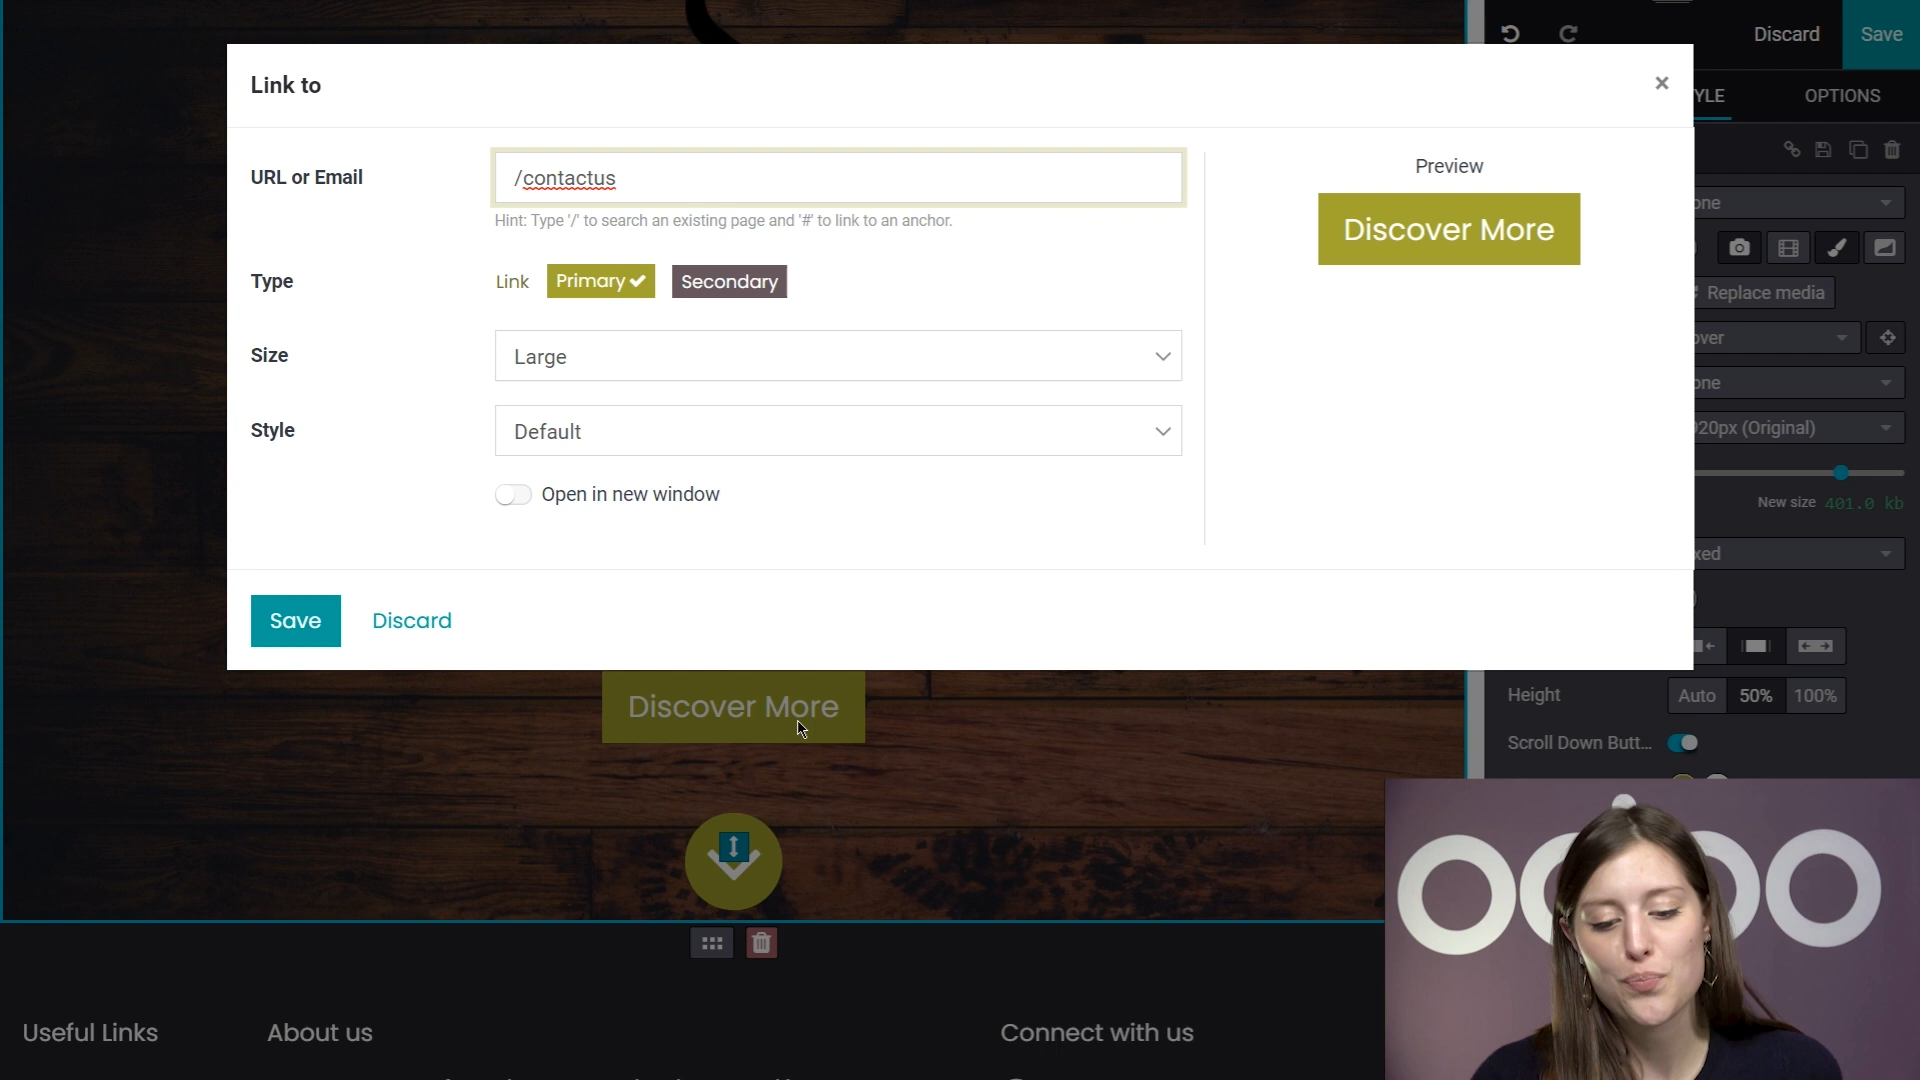 Discard
Save
Link to
×
YLE
OPTIONS
URL or Email
/contactus
Hint: Type '/' to search an existing page and '#' to link to an anchor.
Preview
Discover More
Type
Link
Primary
Secondary
Replace media
Size
Large
Style
Default
920px (Original)
New size 401.0 kb
Open in new window
Save
Discard
Discover More
Height
Auto
50%
100%
Scroll Down Butt...
Useful Links
About us
Connect with us